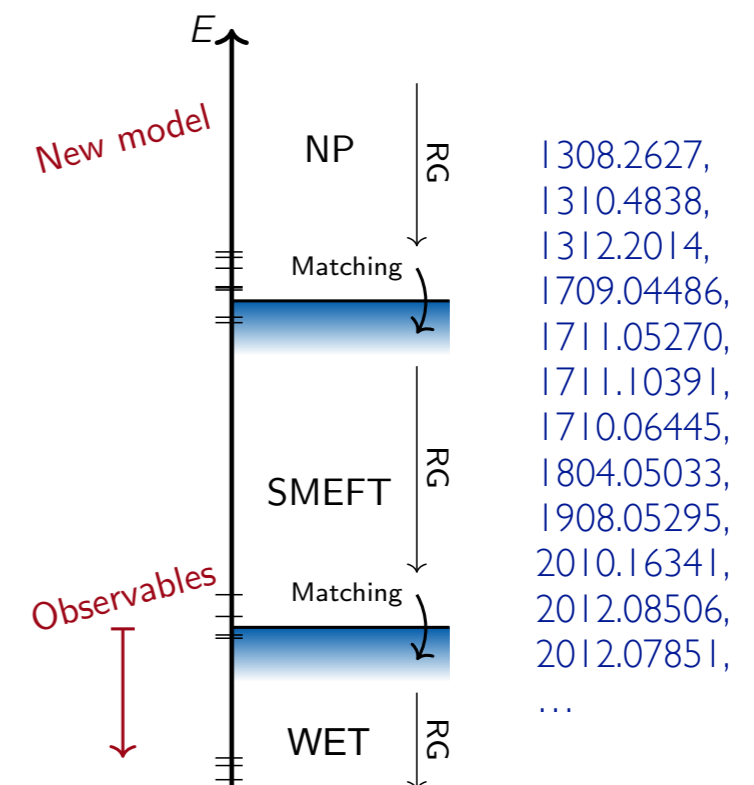 E
New model
NP
RG
Matching
SMEFT
RG
Observables
Matching
WET
RG
1308.2627,
1310.4838,
1312.2014,
1709.04486,
1711.05270,
1711.10391,
1710.06445,
1804.05033,
1908.05295,
2010.16341,
2012.08506,
2012.07851,
...